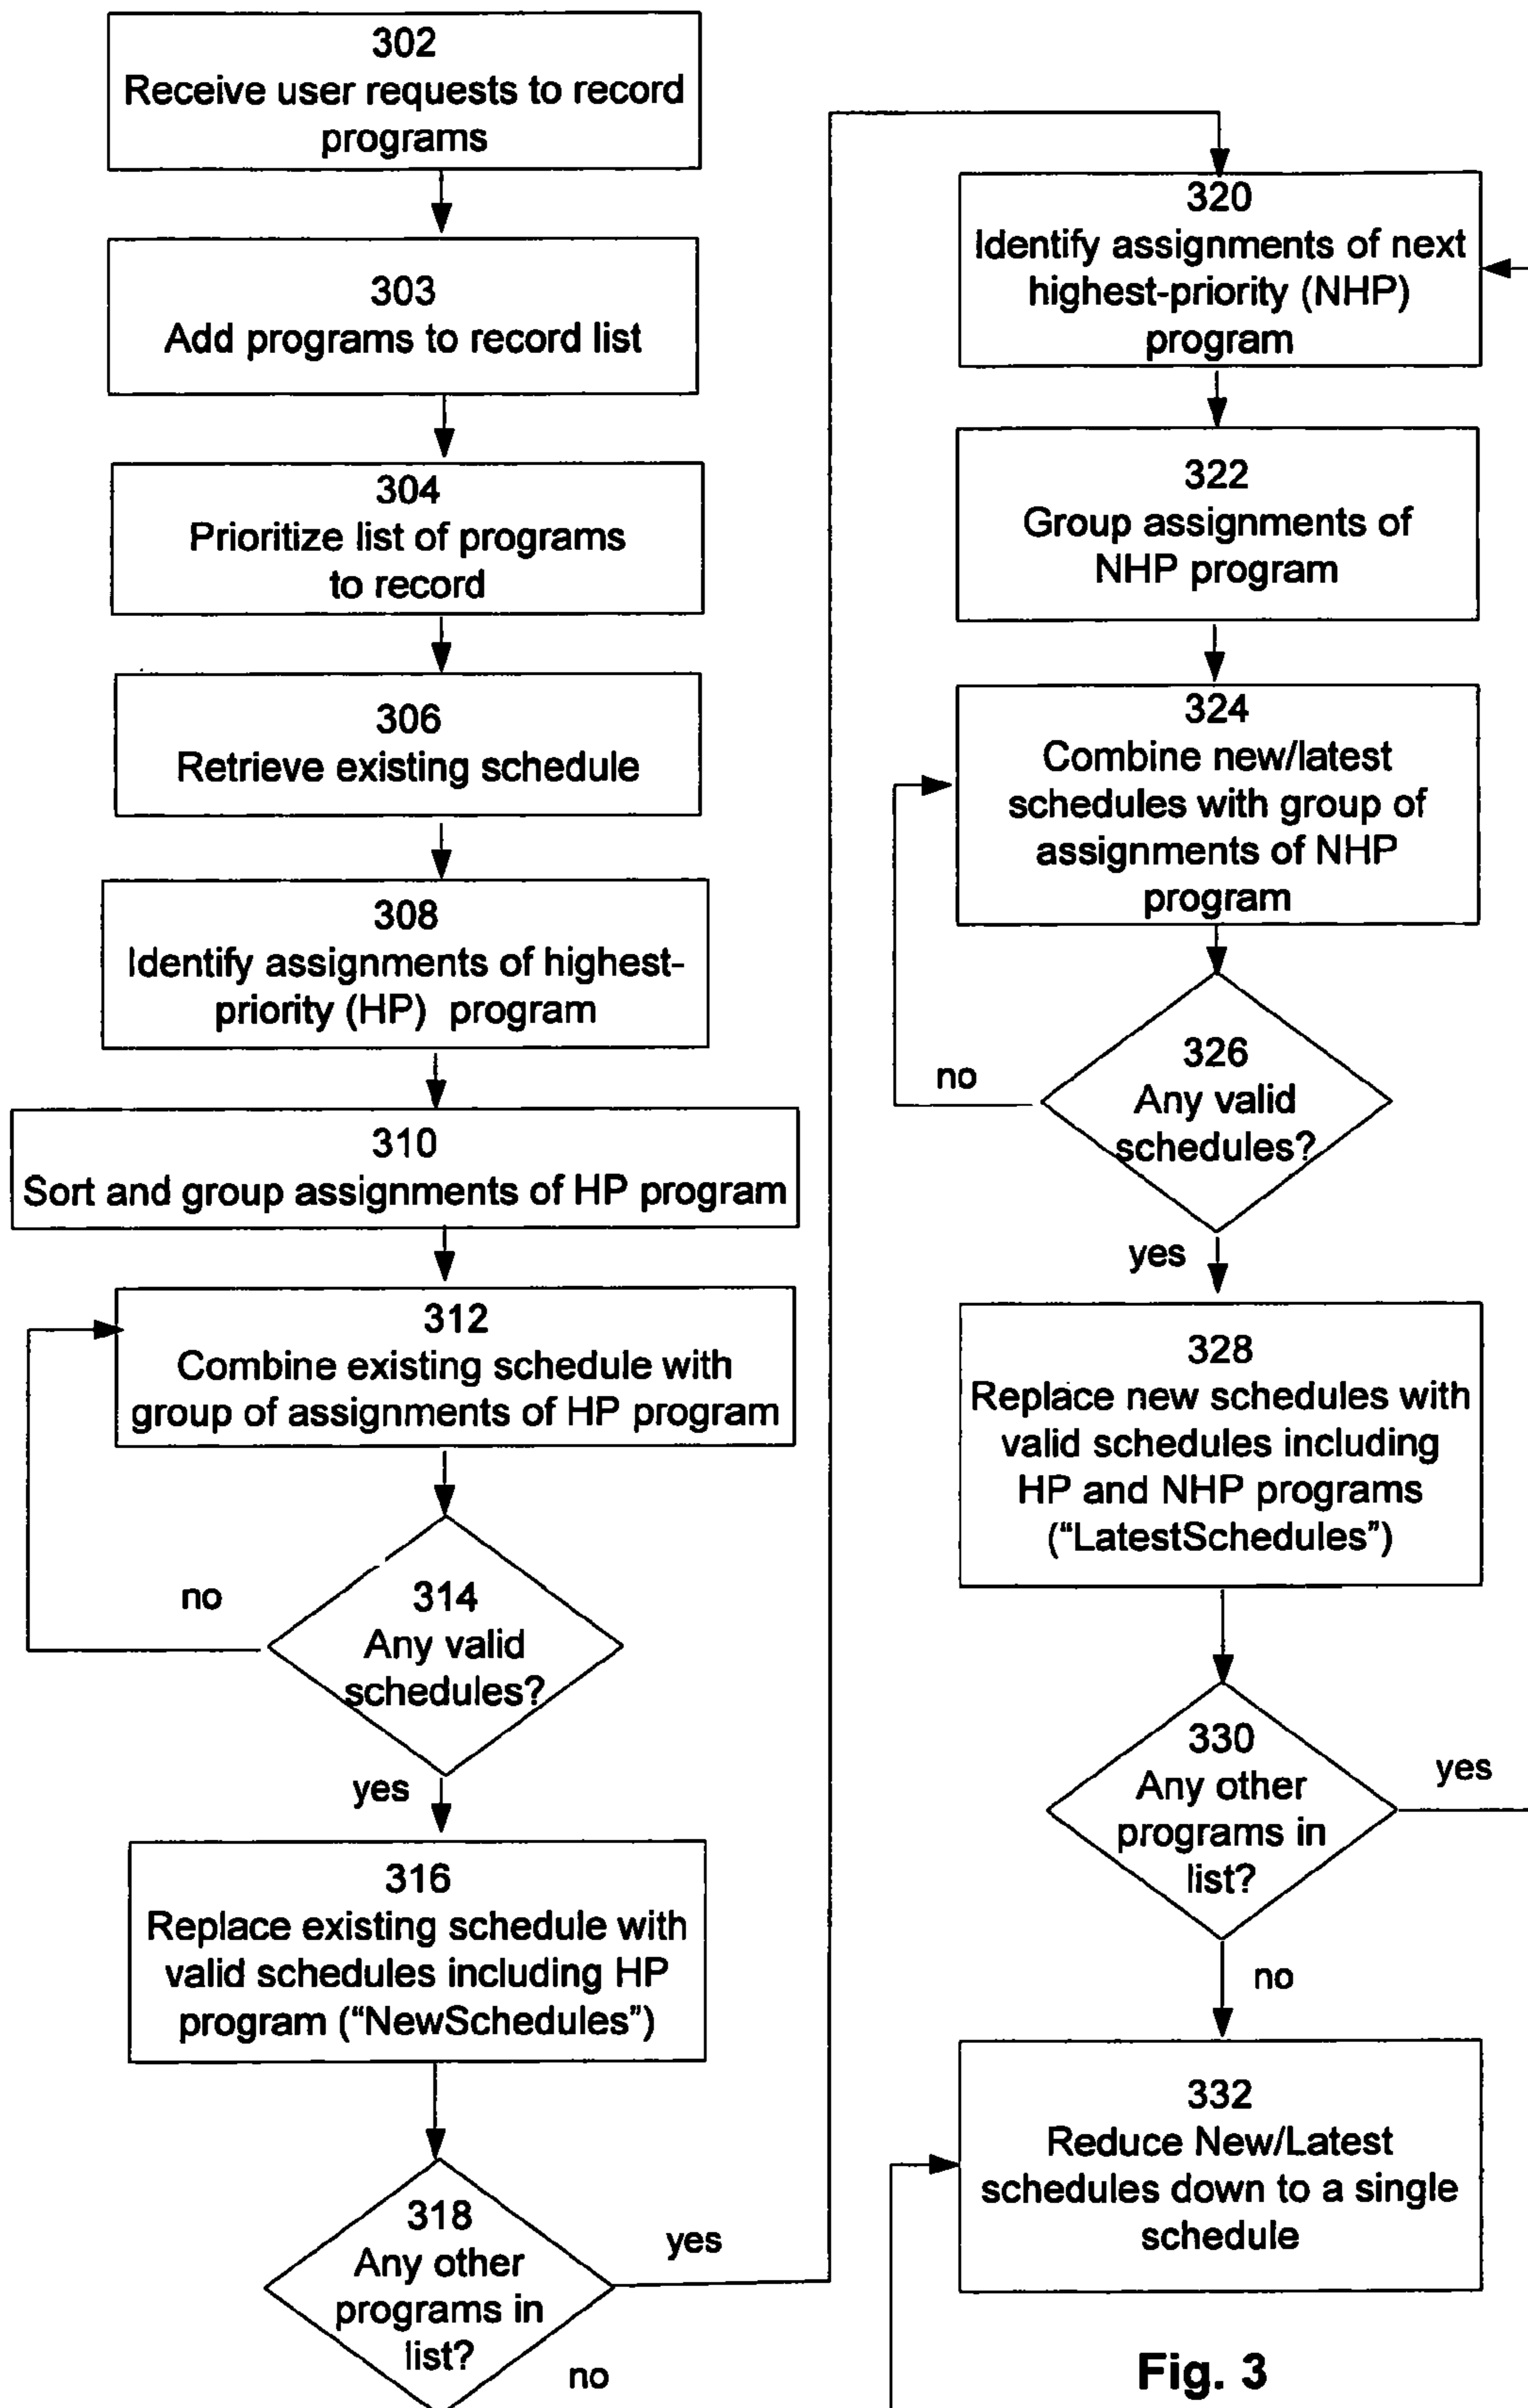 302
Receive user requests to record
programs
303
Add programs to record list
304
Prioritize list of programs
to record
306
Retrieve existing schedule
308
Identify assignments of highest-
priority (HP) program
310
Sort and group assignments of HP program
312
Combine existing schedule with
group of assignments of HP program
314
Any valid
schedules?
no
yes
316
Replace existing schedule with
valid schedules including HP
program (“NewSchedules”)
318
Any other
programs in
list?
yes
no
320
Identify assignments of next
highest-priority (NHP)
program
322
Group assignments of
NHP program
324
Combine new/latest
schedules with group of
assignments of NHP
program
326
Any valid
schedules?
no
yes
328
Replace new schedules with
valid schedules including
HP and NHP programs
(“LatestSchedules”)
330
Any other
programs in
list?
yes
no
332
Reduce New/Latest
schedules down to a single
schedule
Fig. 3